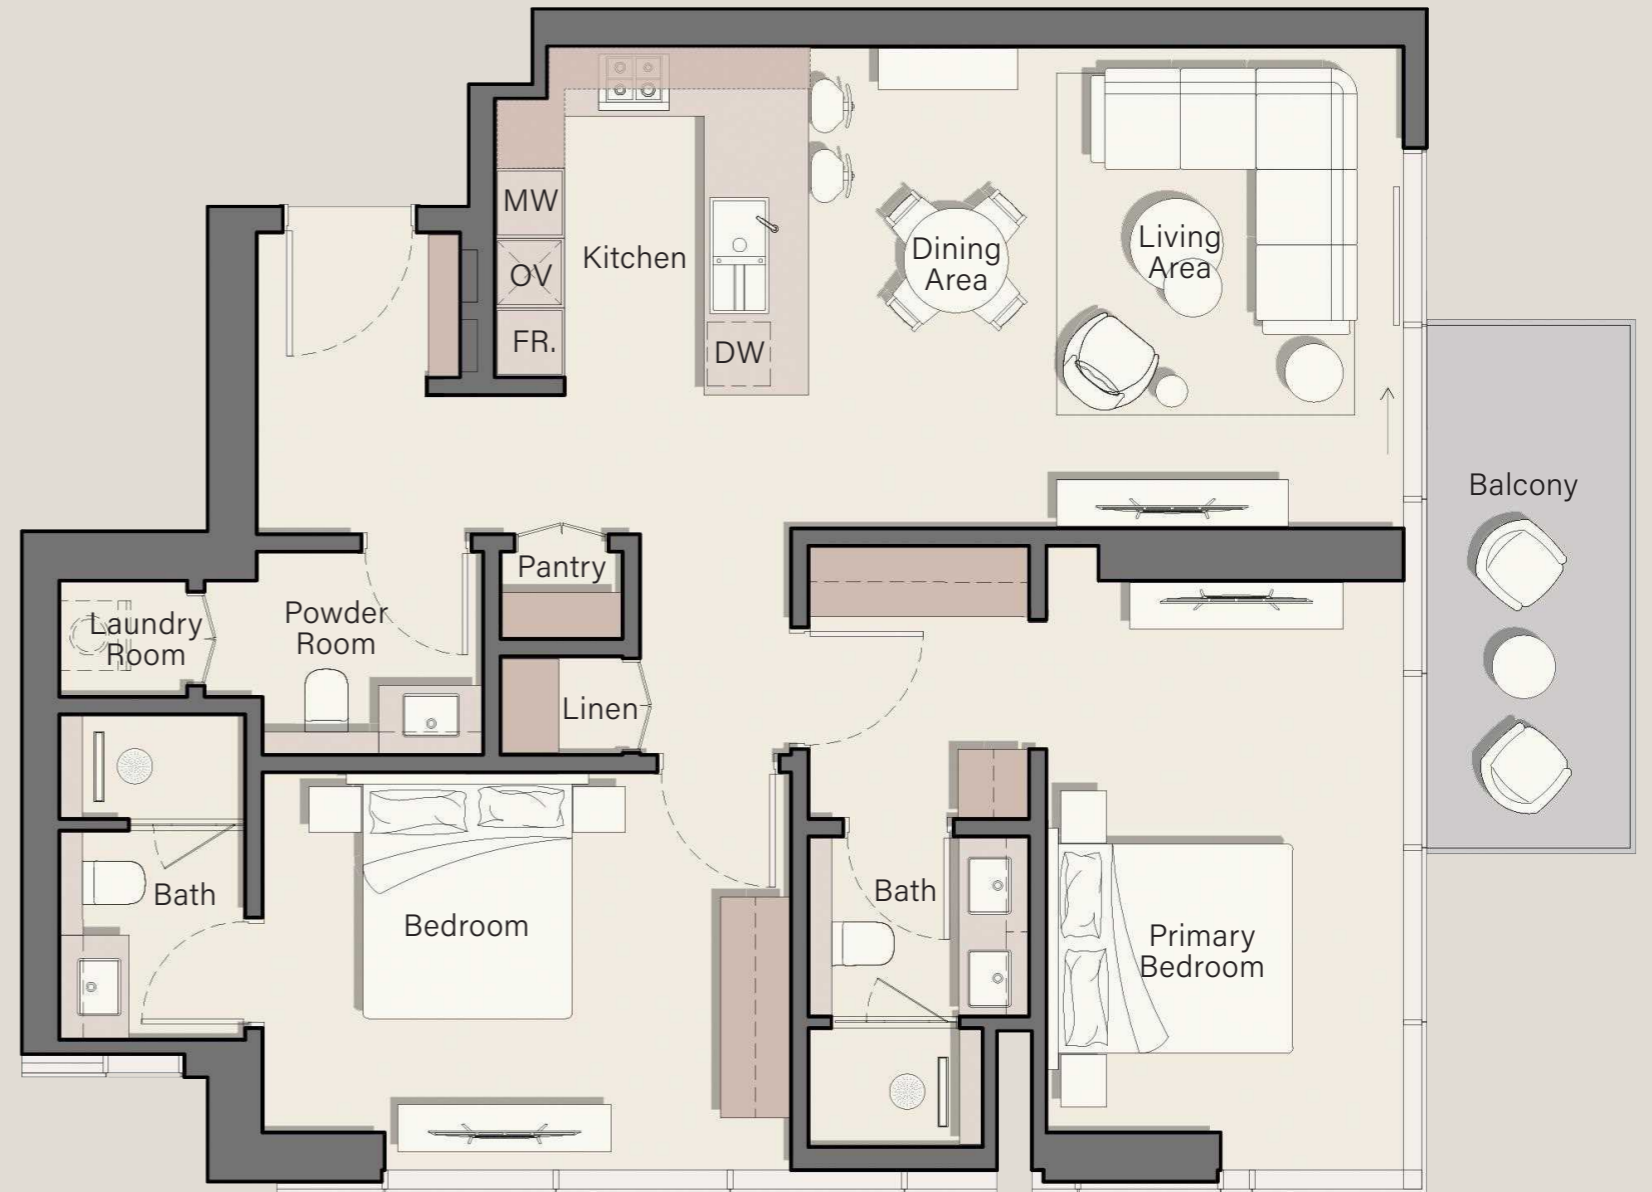 MW
OV
FR.
Kitchen
DW
Dining
Area
Living
Area
Balcony
Pantry
Laundry
Room
Powder
Room
Linen
Bath
Bedroom
Bath
Primary
Bedroom